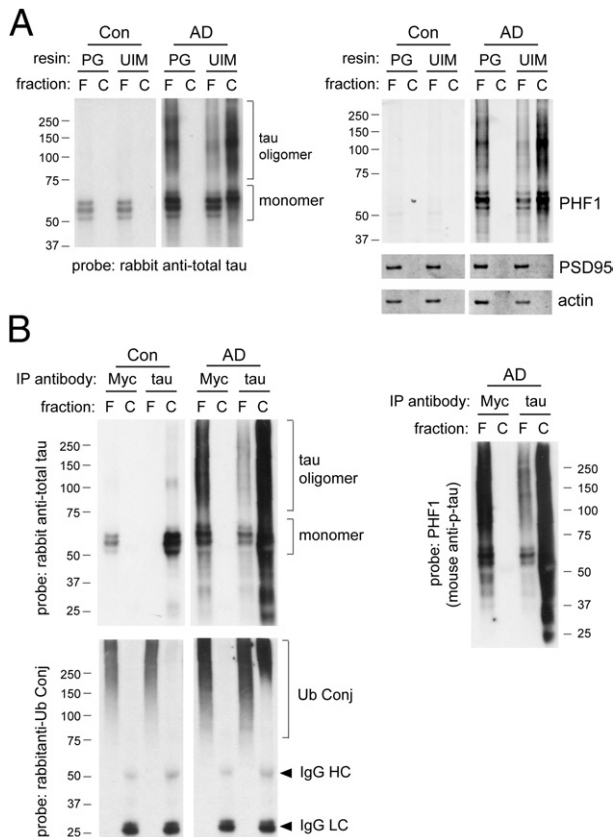 A
Con AD
resin: PG UIM PG UIM
fraction: F C F C F C F C
250
150
100
75
50
37
tau
oligomer
monomer
probe: rabbit anti-total tau
Con AD
resin: PG UIM PG UIM
fraction: F C F C F C F C
250
150
100
75
50
37
PHF1
PSD95
actin
B
Con AD
IP antibody: Myc tau Myc tau
fraction: F C F C F C F C
probe: rabbit anti-total tau
250
150
100
75
50
37
25
tau
oligomer
monomer
probe: rabbitanti-Ub Conj
250
150
100
75
50
37
25
Ub Conj
IgG HC
IgG LC
AD
IP antibody: Myc tau
fraction: F C F C
probe: PHF1
(mouse anti-p-tau)
250
150
100
75
50
37
25